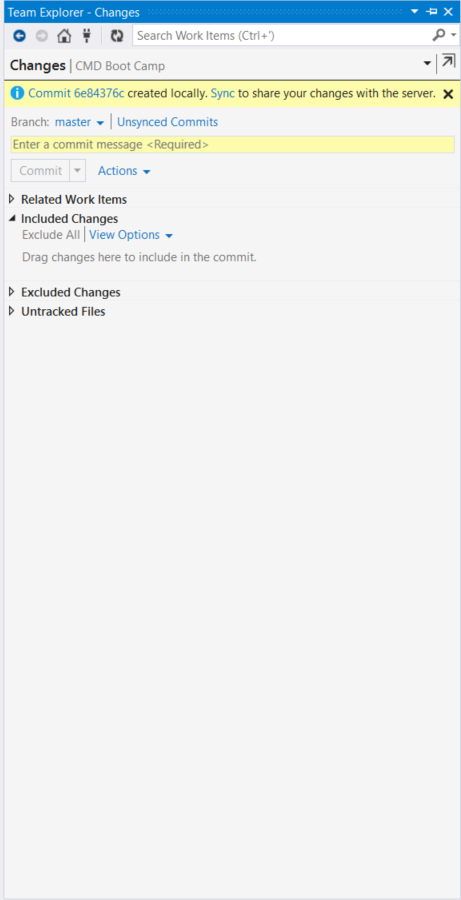 Team Explorer - Changes
Search Work Items (Ctrl+')
Changes | CMD Boot Camp
Commit 6e84376c created locally. Sync to share your changes with the server.
Branch: master | Unsynced Commits
Enter a commit message <Required>
Commit Actions
Related Work Items
Included Changes
Exclude All | View Options
Drag changes here to include in the commit.
Excluded Changes
Untracked Files